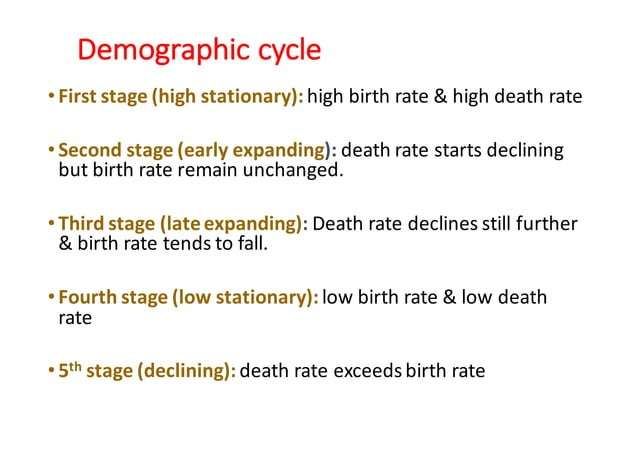 Demographic cycle
• First stage (high stationary): high birth rate & high death rate
• Second stage (early expanding): death rate starts declining
but birth rate remain unchanged.
• Third stage (late expanding): Death rate declines still further
& birth rate tends to fall.
• Fourth stage (low stationary): low birth rate & low death
rate
• 5th stage (declining): death rate exceeds birth rate